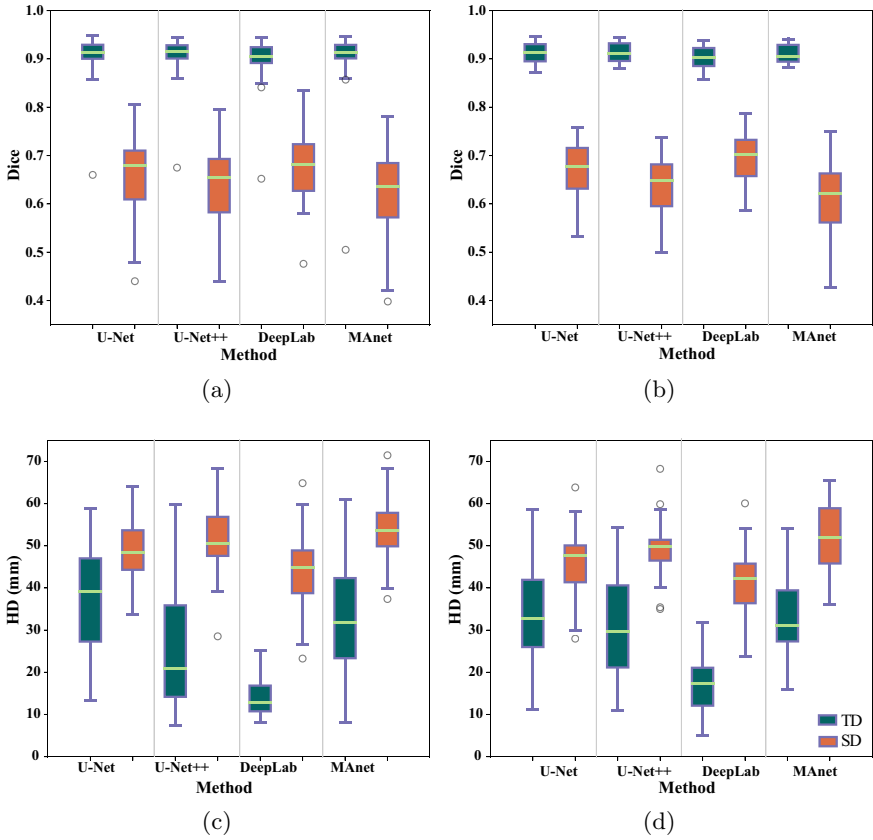 1.0
0.9
0.8
0.7
0.6
0.5
0.4
Dice
U-Net U-Net++ DeepLab MAnet
Method
(a)
1.0
0.9
0.8
0.7
0.6
0.5
0.4
Dice
U-Net U-Net++ DeepLab MAnet
Method
(b)
70
60
50
40
30
20
10
0
HD (mm)
U-Net U-Net++ DeepLab MAnet
Method
(c)
70
60
50
40
30
20
10
0
HD (mm)
TD
SD
U-Net U-Net++ DeepLab MAnet
Method
(d)